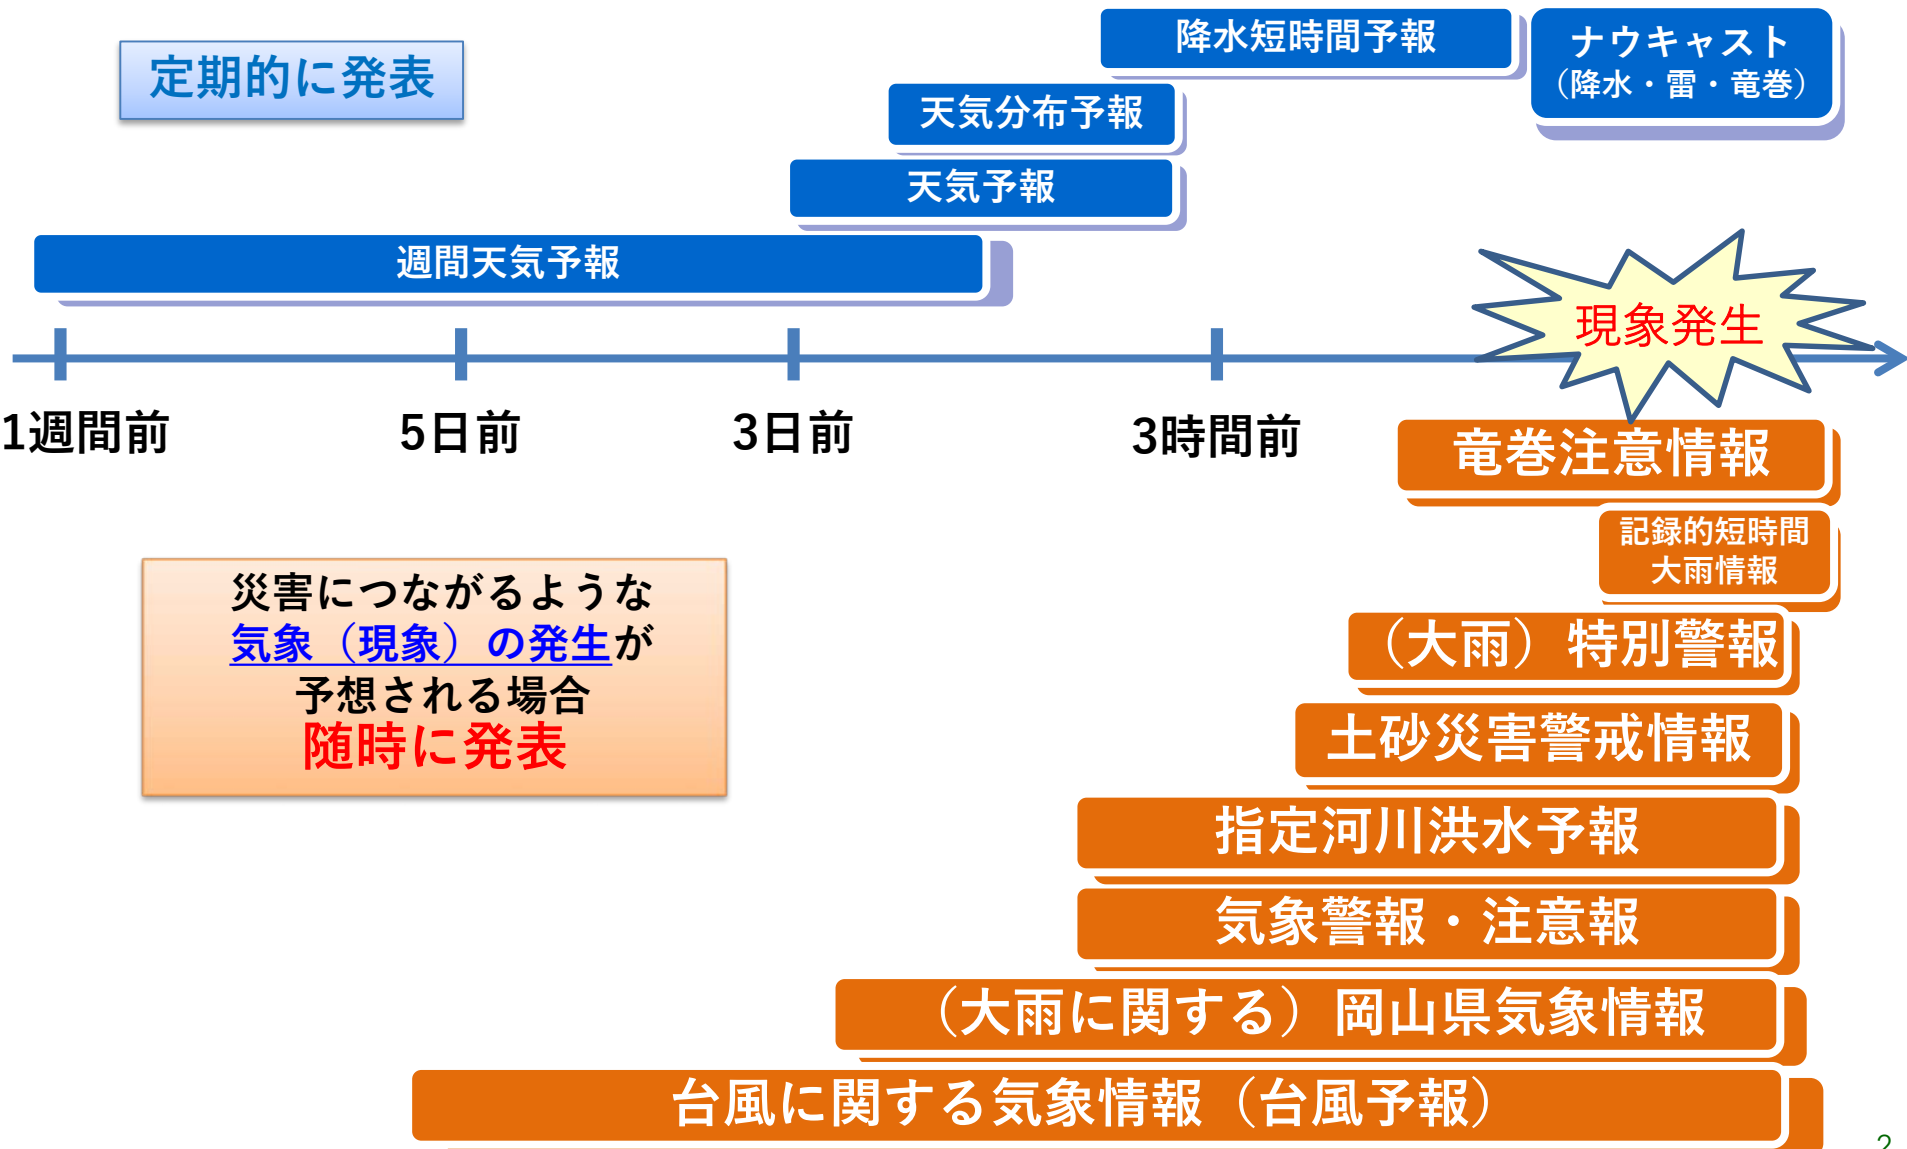 定期的に発表
降水短時間予報
ナウキャスト
（降水・雷・竜巻）
天気分布予報
天気予報
週間天気予報
現象発生
1週間前
5日前
3日前
3時間前
竜巻注意情報
記録的短時間
大雨情報
災害につながるような
気象（現象）の発生が
予想される場合
随時に発表
（大雨）特別警報
土砂災害警戒情報
指定河川洪水予報
気象警報・注意報
（大雨に関する）岡山県気象情報
台風に関する気象情報（台風予報）
2